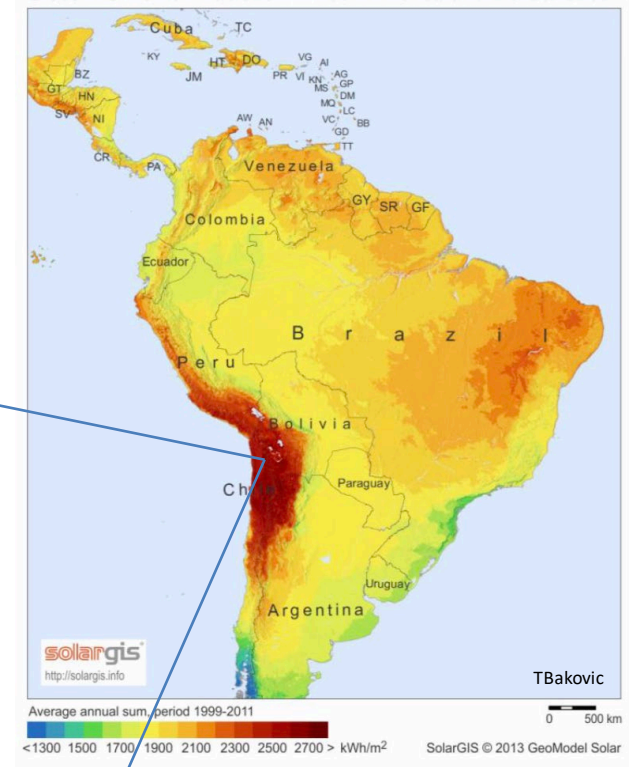 Cuba
TC
KY
JM
HT
DO
PR
VI
VG
AI
KN
MS
AG
GP
DM
MQ
LC
VC
BB
GD
TT
AW
AN
BZ
GT
HN
SV
NI
CR
PA
Venezuela
GY
SR
GF
Colombia
Ecuador
Brazil
Peru
Bolivia
Paraguay
Uruguay
Argentina
solargis
http://solargis.info
TBakovic
Average annual sum, period 1999-2011
0 500 km
<1300 1500 1700 1900 2100 2300 2500 2700 > kWh/m²
SolarGIS © 2013 GeoModel Solar